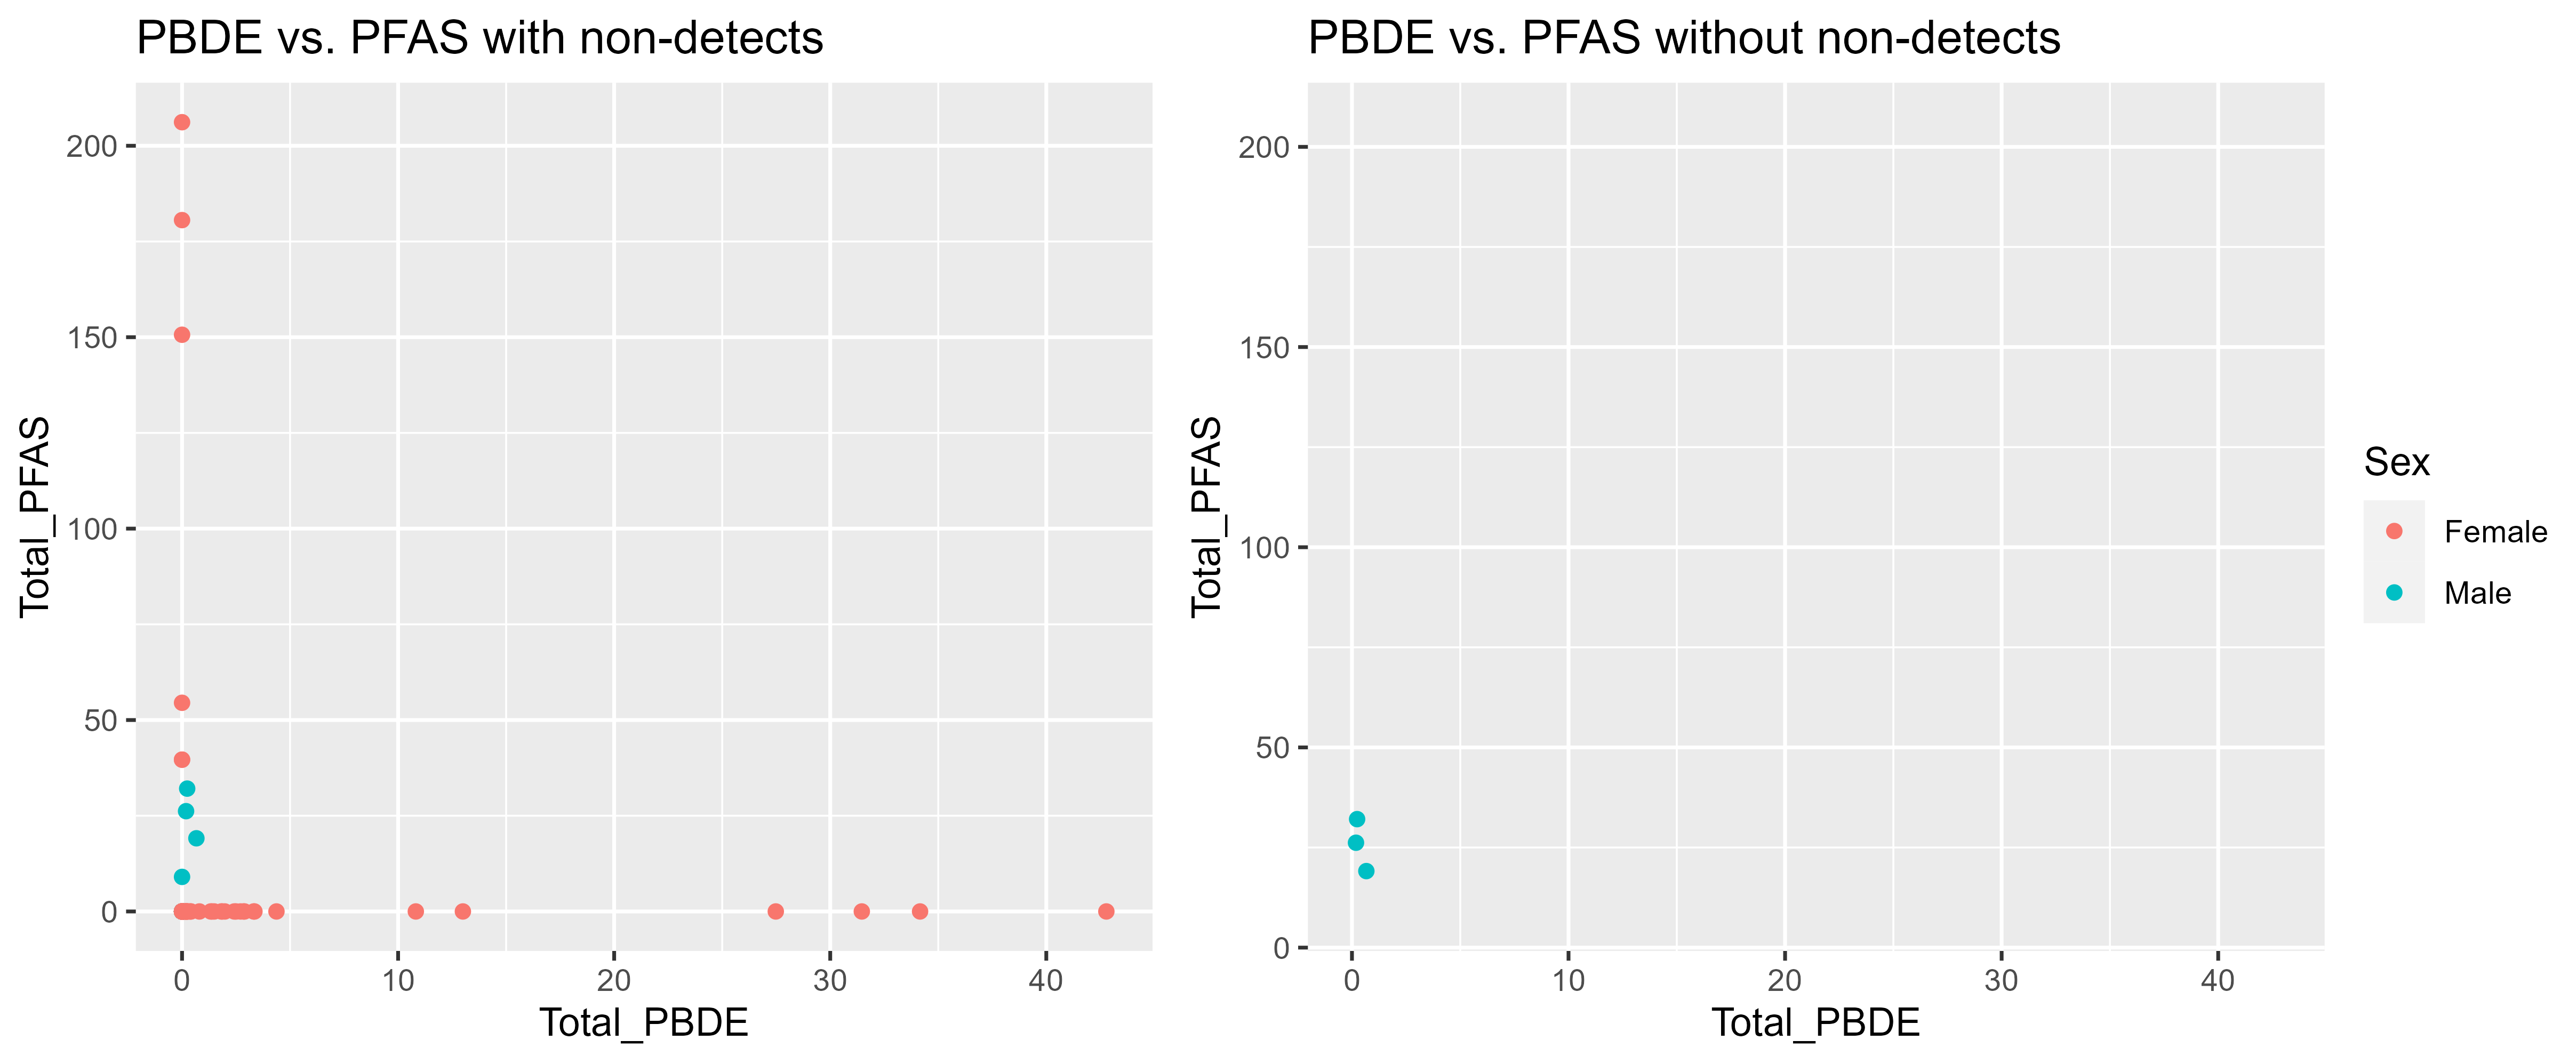 PBDE vs. PFAS with non-detects
200
150
100
50
0
Total_PFAS
0 10 20 30 40
Total_PBDE
PBDE vs. PFAS without non-detects
200
150
100
50
0
Total_PFAS
0 10 20 30 40
Total_PBDE
Sex
Female
Male